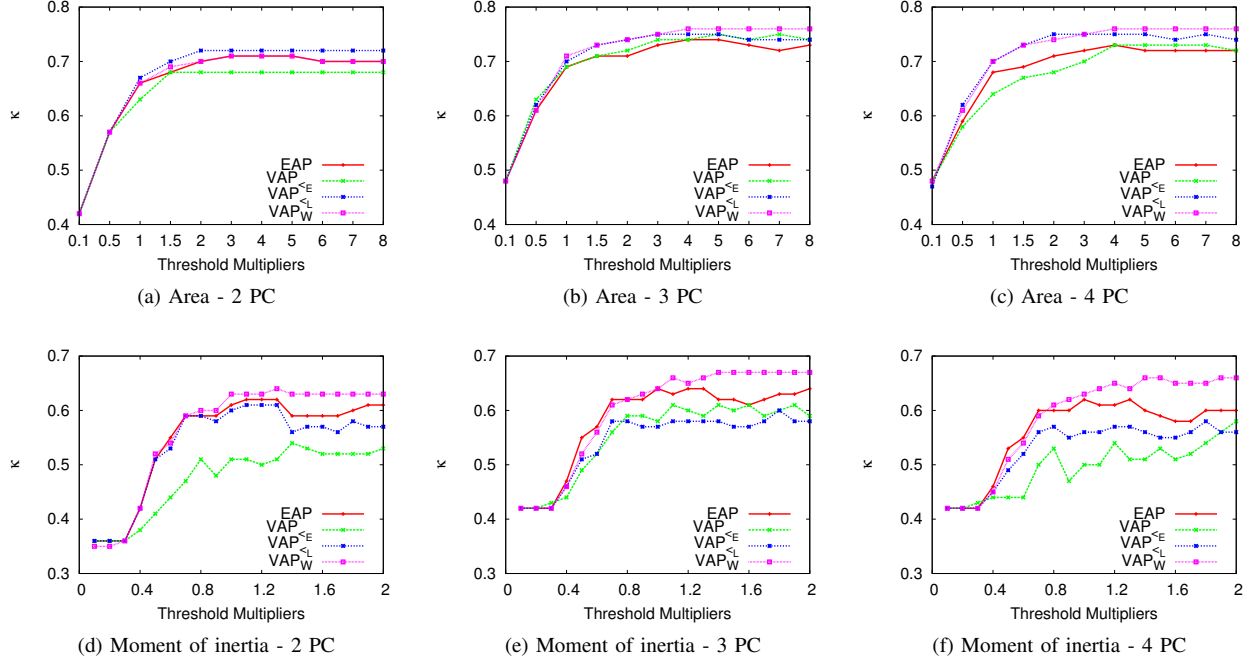 0.8
0.7
0.6
0.5
0.4
κ
EAP
VAP<E
VAP<L
VAPW
0.1 0.5 1 1.5 2 3 4 5 6 7 8
Threshold Multipliers
(a) Area - 2 PC
0.8
0.7
0.6
0.5
0.4
κ
EAP
VAP<E
VAP<L
VAPW
0.1 0.5 1 1.5 2 3 4 5 6 7 8
Threshold Multipliers
(b) Area - 3 PC
0.8
0.7
0.6
0.5
0.4
κ
EAP
VAP<E
VAP<L
VAPW
0.1 0.5 1 1.5 2 3 4 5 6 7 8
Threshold Multipliers
(c) Area - 4 PC
0.7
0.6
0.5
0.4
0.3
κ
EAP
VAP<E
VAP<L
VAPW
0 0.4 0.8 1.2 1.6 2
Threshold Multipliers
(d) Moment of inertia - 2 PC
0.7
0.6
0.5
0.4
0.3
κ
EAP
VAP<E
VAP<L
VAPW
0 0.4 0.8 1.2 1.6 2
Threshold Multipliers
(e) Moment of inertia - 3 PC
0.7
0.6
0.5
0.4
0.3
κ
EAP
VAP<E
VAP<L
VAPW
0 0.4 0.8 1.2 1.6 2
Threshold Multipliers
(f) Moment of inertia - 4 PC